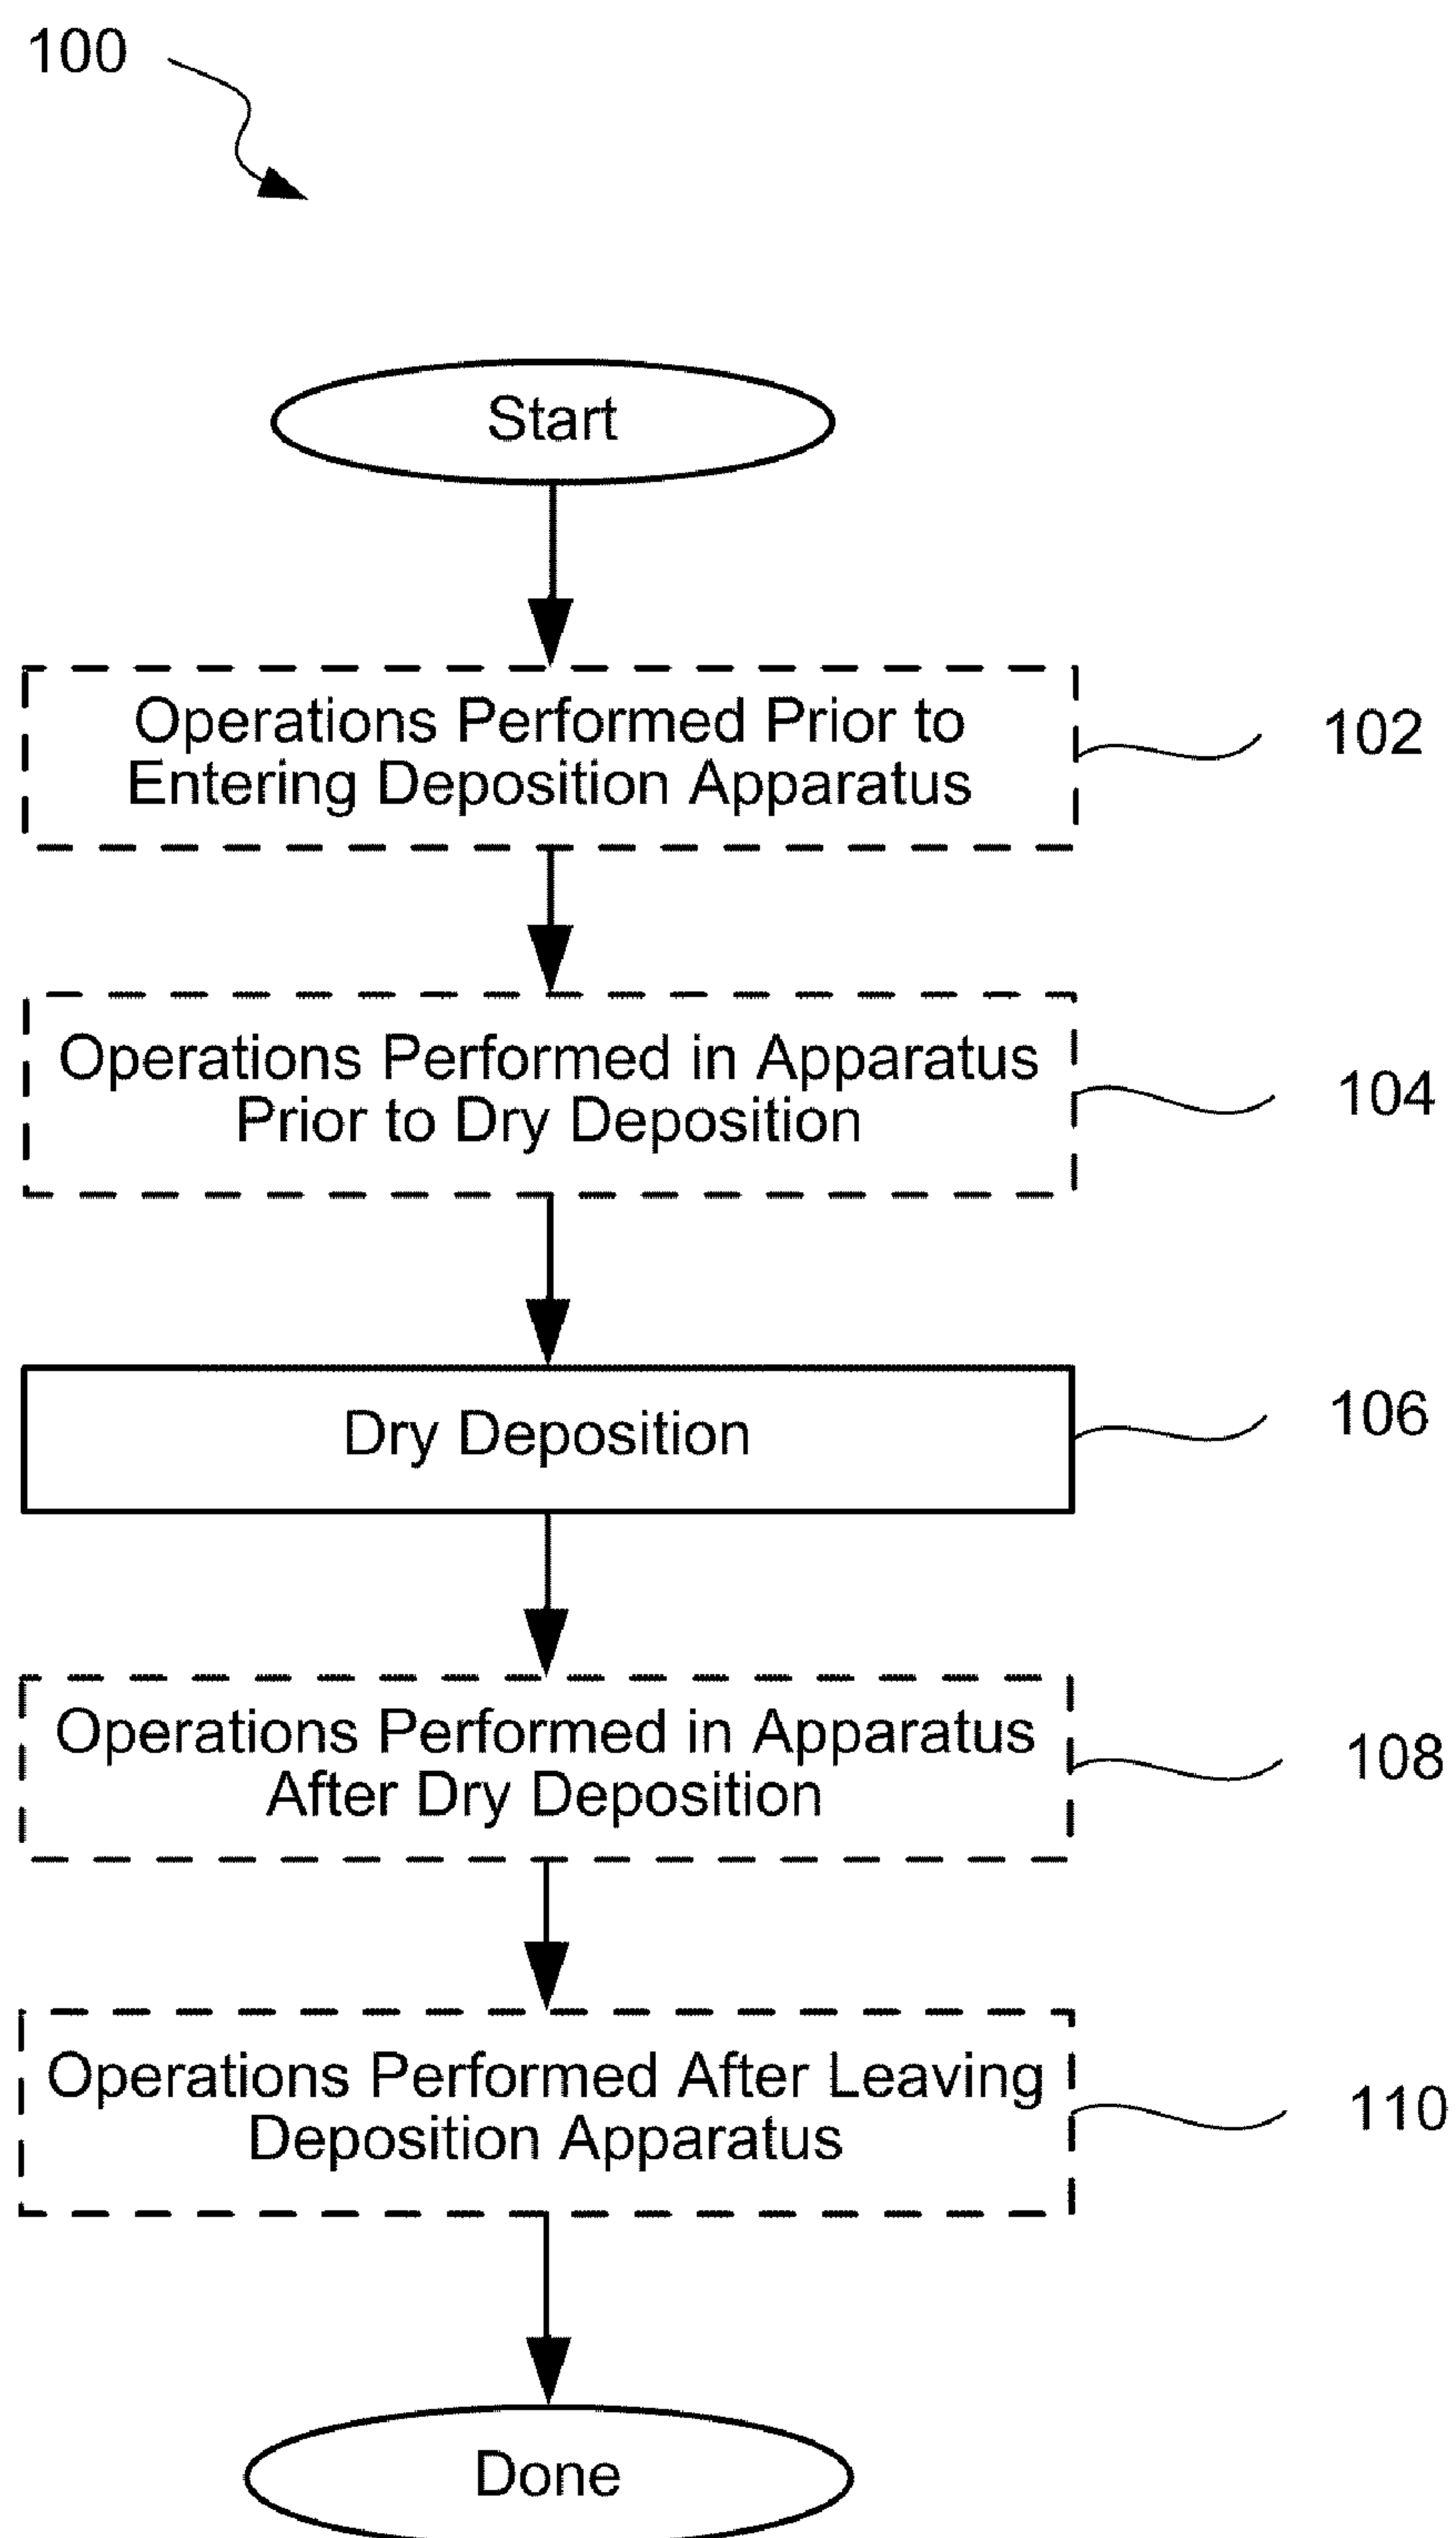 100
Start
Operations Performed Prior to
Entering Deposition Apparatus
102
Operations Performed in Apparatus
Prior to Dry Deposition
104
Dry Deposition
106
Operations Performed in Apparatus
After Dry Deposition
108
Operations Performed After Leaving
Deposition Apparatus
110
Done